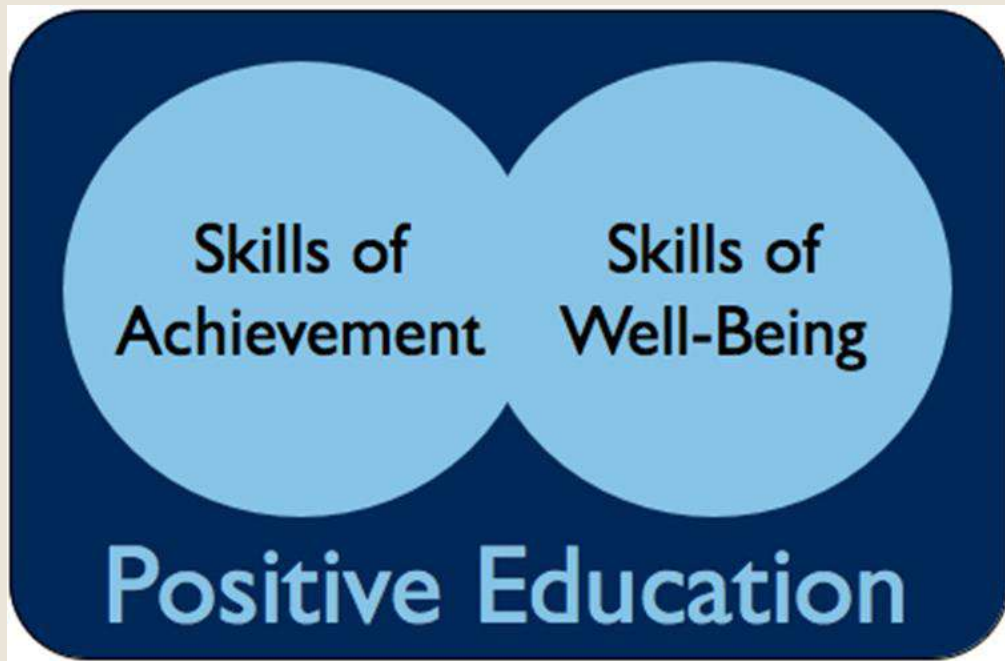 Skills of
Achievement
Skills of
Well-Being
Positive Education